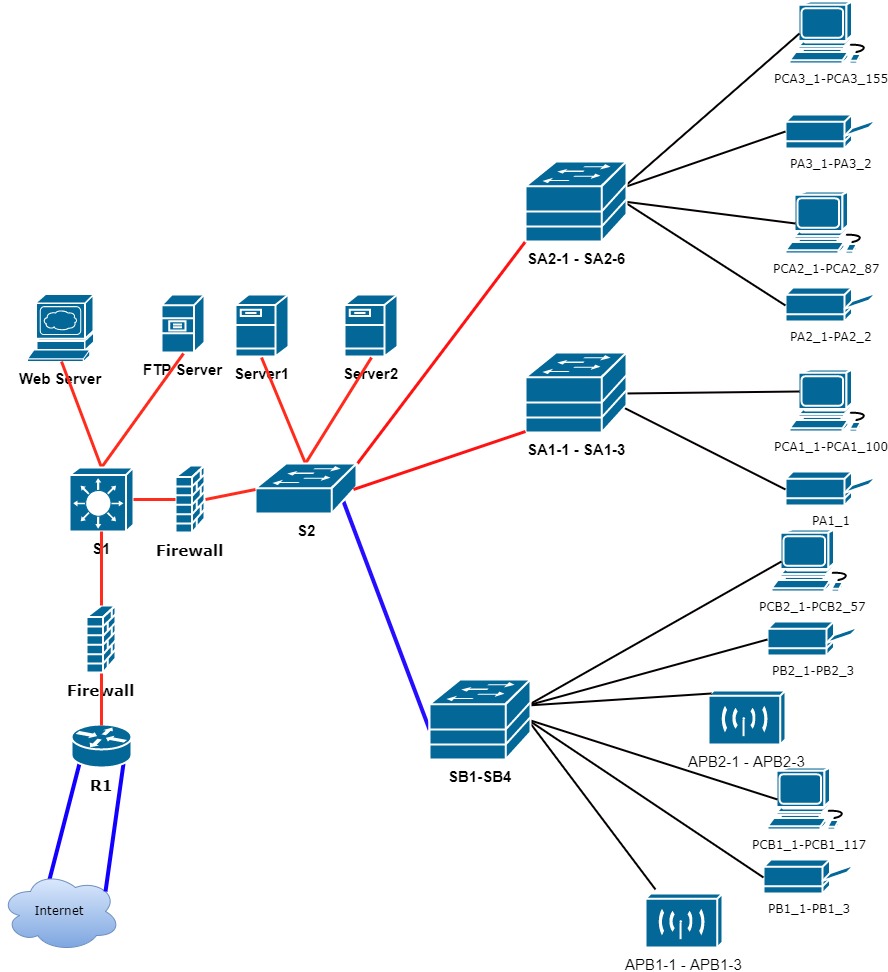 PCA3_1-PCA3_155
PA3_1-PA3_2
SA2-1 - SA2-6
PCA2_1-PCA2_87
PA2_1-PA2_2
Web Server
FTP Server
Server1
Server2
SA1-1 - SA1-3
PCA1_1-PCA1_100
PA1_1
S1
Firewall
S2
PCB2_1-PCB2_57
PB2_1-PB2_3
Firewall
APB2-1 - APB2-3
R1
SB1-SB4
PCB1_1-PCB1_117
PB1_1-PB1_3
Internet
APB1-1 - APB1-3